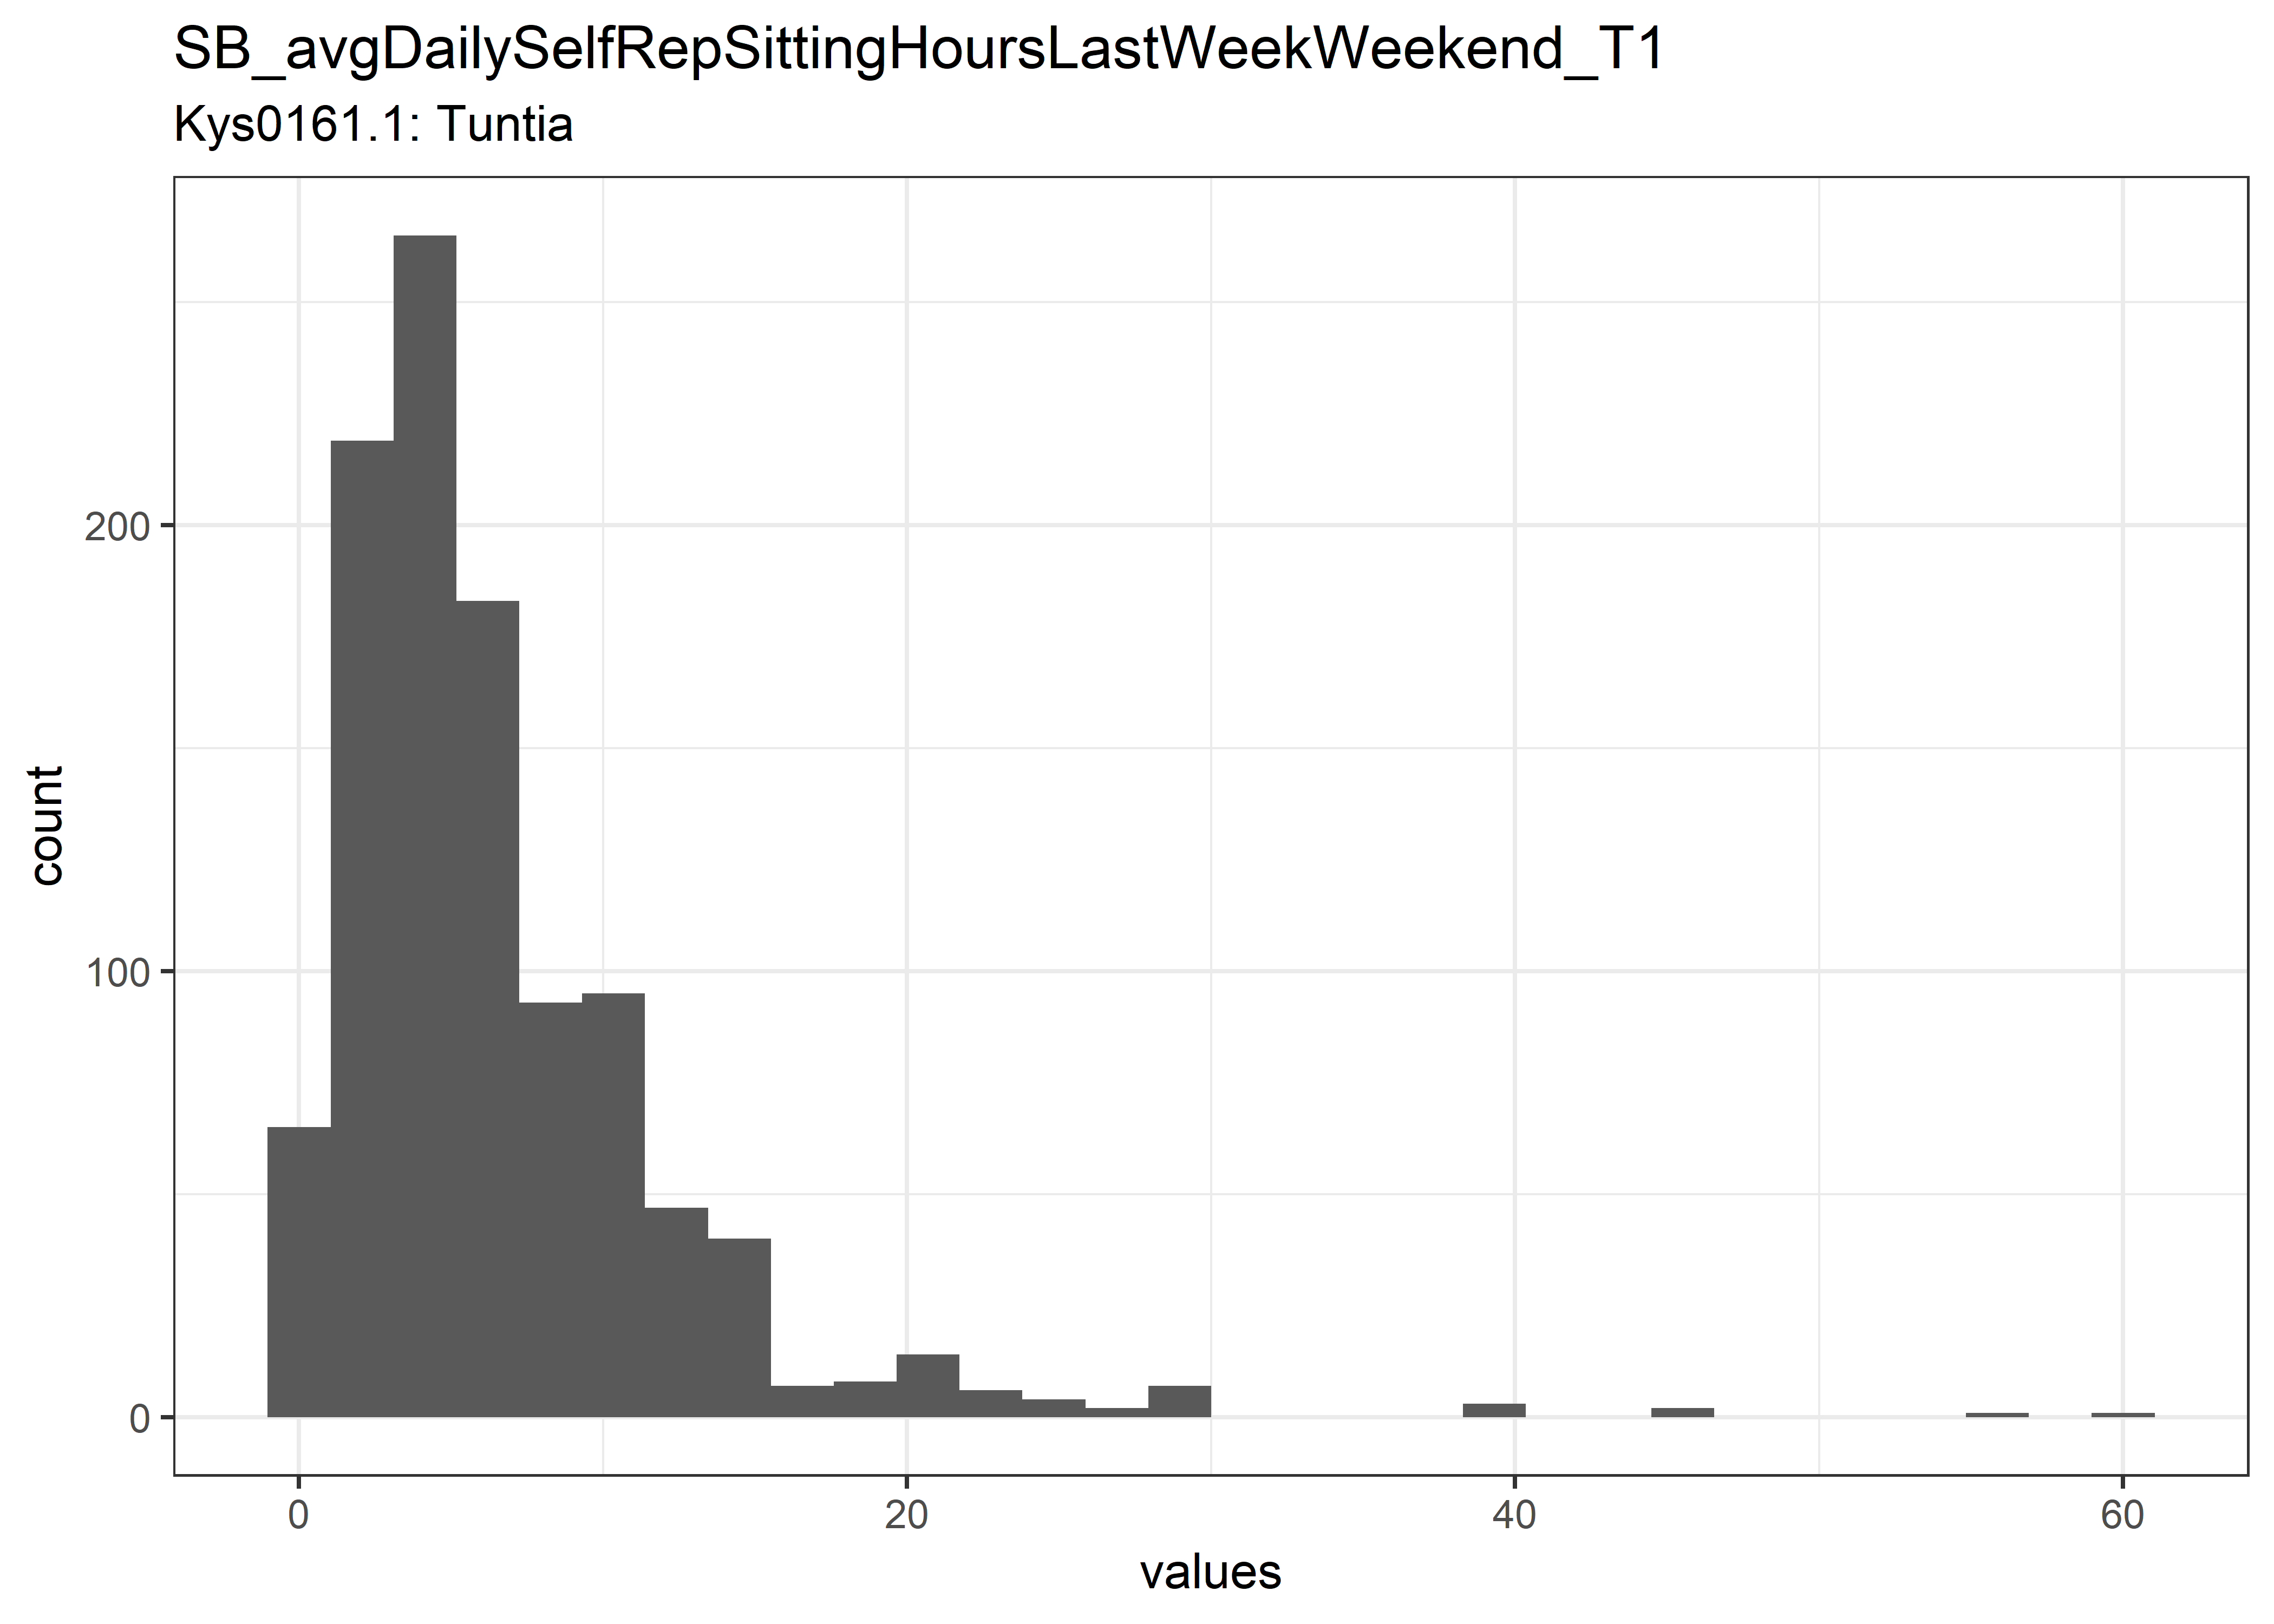 SB_avgDailySelfRepSittingHoursLastWeekWeekend_T1
Kys0161.1: Tuntia
count
200
100
0
0 20 40 60
values